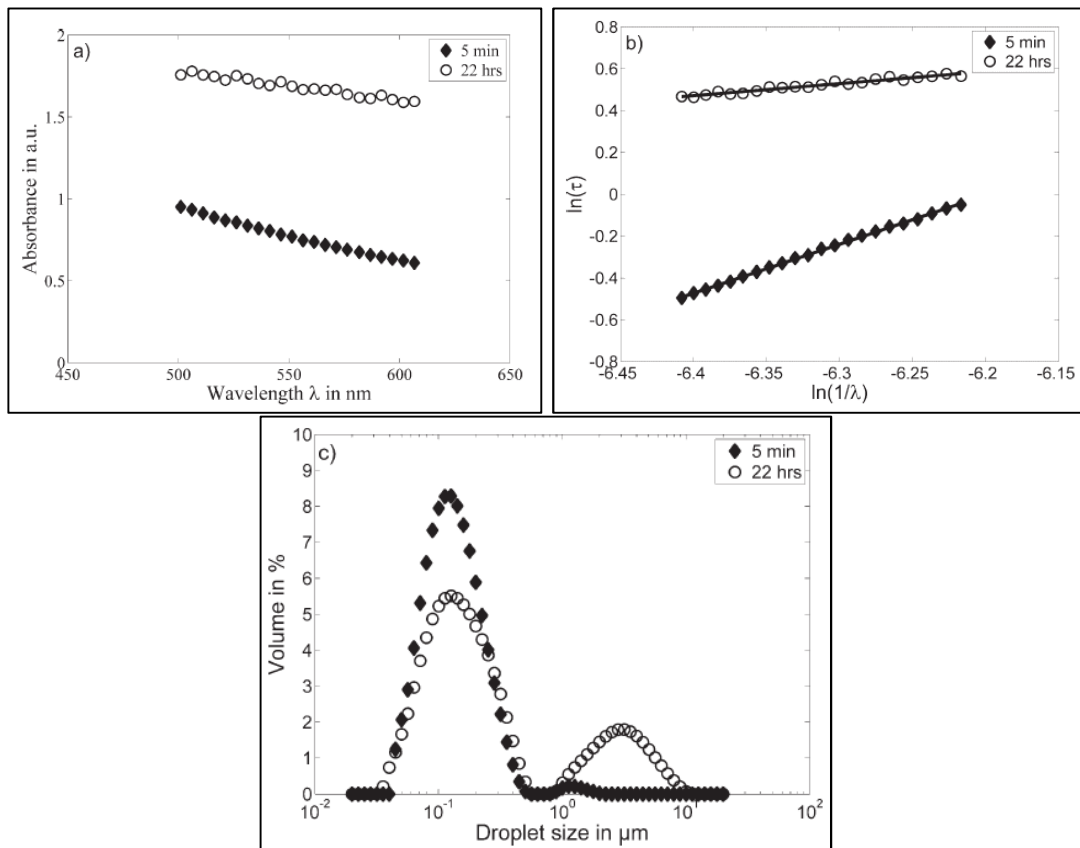 a)
5 min
22 hrs
2
1.5
1
0.5
0
Absorbance in a.u.
450 500 550 600 650
Wavelength λ in nm
b)
5 min
22 hrs
0.8
0.6
0.4
0.2
0
-0.2
-0.4
-0.6
-0.8
ln(τ)
-6.45 -6.4 -6.35 -6.3 -6.25 -6.2 -6.15
ln(1/λ)
c)
5 min
22 hrs
10
9
8
7
6
5
4
3
2
1
0
Volume in %
10⁻² 10⁻¹ 10⁰ 10¹ 10²
Droplet size in µm